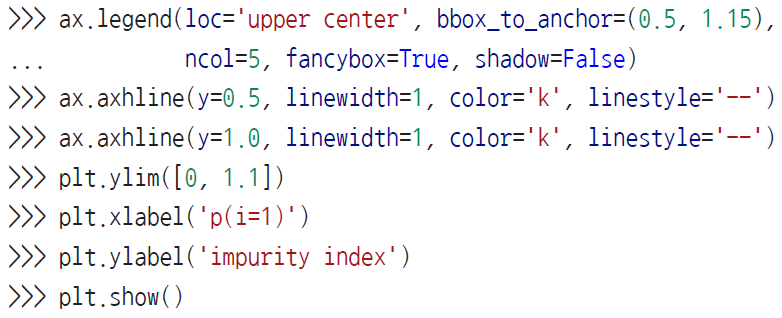 >>> ax.legend(loc='upper center', bbox_to_anchor=(0.5, 1.15),
...           ncol=5, fancybox=True, shadow=False)
>>> ax.axhline(y=0.5, linewidth=1, color='k', linestyle='--')
>>> ax.axhline(y=1.0, linewidth=1, color='k', linestyle='--')
>>> plt.ylim([0, 1.1])
>>> plt.xlabel('p(i=1)')
>>> plt.ylabel('impurity index')
>>> plt.show()